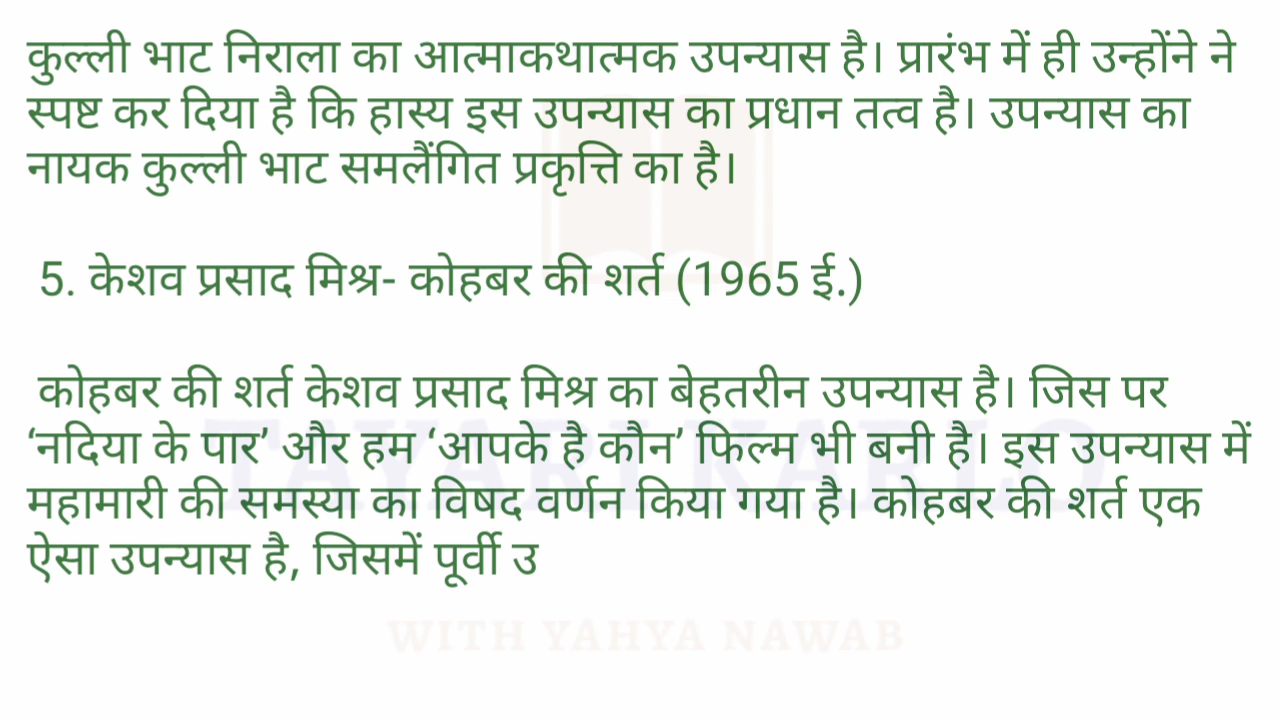 कुल्ली भाट निराला का आत्माकथात्मक उपन्यास है। प्रारंभ में ही उन्होंने ने
स्पष्ट कर दिया है कि हास्य इस उपन्यास का प्रधान तत्व है। उपन्यास का
नायक कुल्ली भाट समलैंगित प्रकृत्ति का है।
5. केशव प्रसाद मिश्र- कोहबर की शर्त (1965 ई.)
कोहबर की शर्त केशव प्रसाद मिश्र का बेहतरीन उपन्यास है। जिस पर
‘नदिया के पार’ और हम ‘आपके है कौन’ फिल्म भी बनी है। इस उपन्यास में
महामारी की समस्या का विषद वर्णन किया गया है। कोहबर की शर्त एक
ऐसा उपन्यास है, जिसमें पूर्वी उ
TAYARI KARLO
WITH YAHYA NAWAB